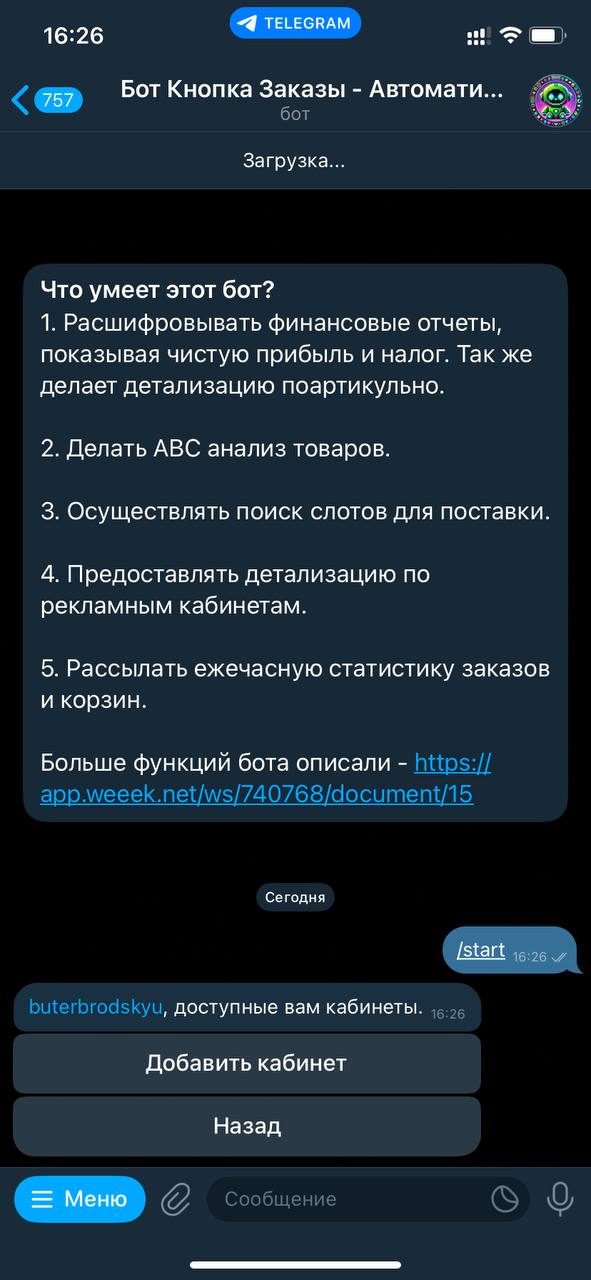 16:26
TELEGRAM
757
Бот Кнопка Заказы - Автомати...
бот
Загрузка...
Что умеет этот бот?
1. Расшифровывать финансовые отчеты,
показывая чистую прибыль и налог. Так же
делает детализацию поартикульно.
2. Делать ABC анализ товаров.
3. Осуществлять поиск слотов для поставки.
4. Предоставлять детализацию по
рекламным кабинетам.
5. Рассылать ежечасную статистику заказов
и корзин.
Больше функций бота описали - https://
app.weeek.net/ws/740768/document/15
Сегодня
/start 16:26
buterbrodskyu, доступные вам кабинеты. 16:26
Добавить кабинет
Назад
Меню
Сообщение